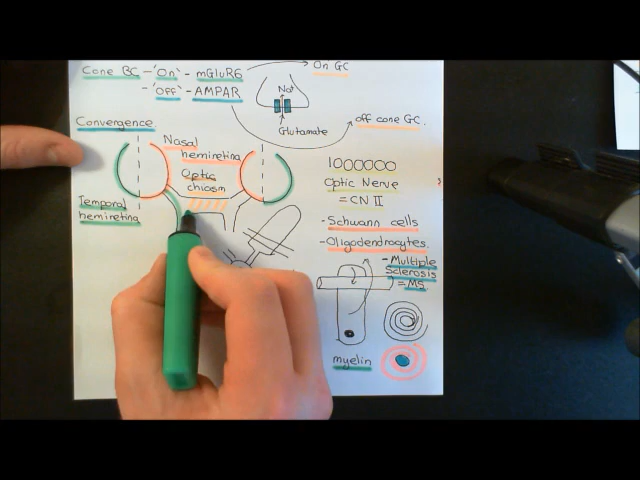 Cone BC - 'On' - mGluR6
On GC
- 'Off' - AMPAR
Na+
Glutamate
off cone GC.
Convergence
Nasal
hemiretina
Optic
chiasm
Temporal
hemiretina
1000000
Optic Nerve
= CN II
- Schwann cells
- Oligodendrocytes.
- Multiple
Sclerosis
= MS
myelin